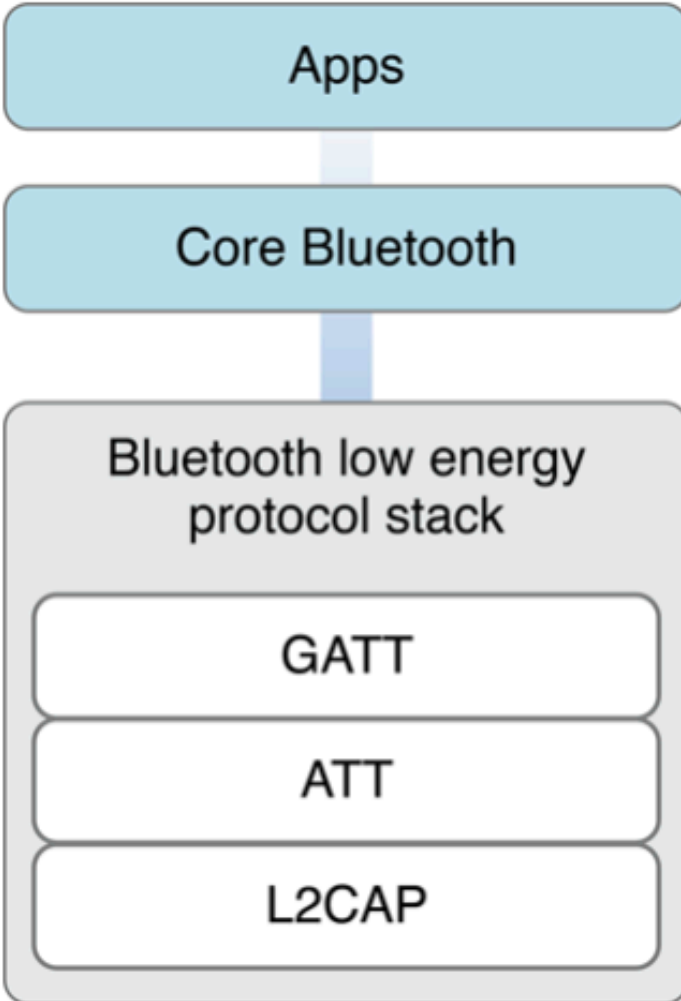 Apps
Core Bluetooth
Bluetooth low energy
protocol stack
GATT
ATT
L2CAP